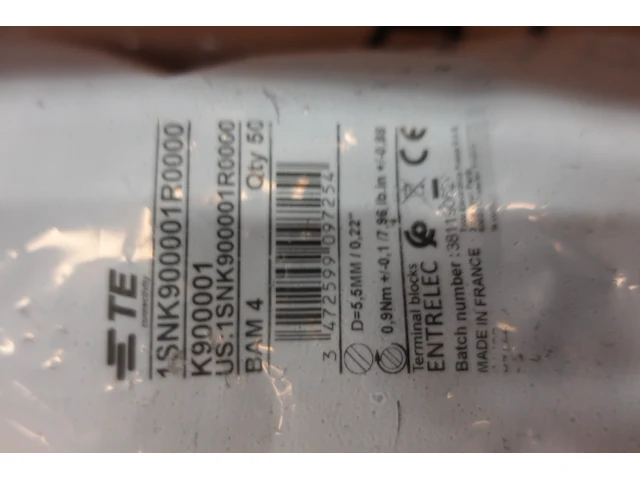 TE
connectivity
1SNK900001R0000
K900001
US:1SNK900001R0000
BAM 4 Qty 50
3 472599 097254
D=5,5MM / 0,22"
0,9Nm +/-0,1 / 7,96 lb.in +/-0.88
Terminal blocks
ENTRELEC CE
Batch number :
MADE IN FRANCE